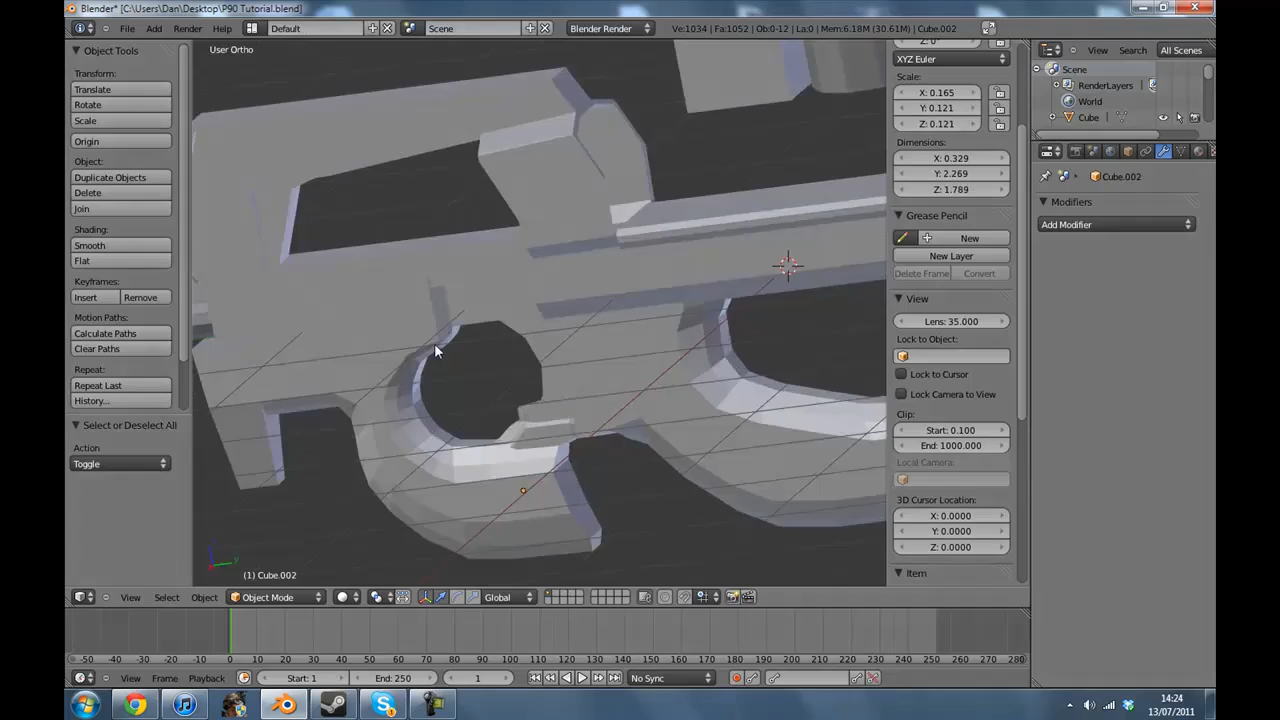 Blender* [C:\Users\Dan\Desktop\P90 Tutorial.blend]
File Add Render Help Default Scene Blender Render Ve:1034 | Fa:1052 | Ob:0-12 | La:0 | Mem:6.18M (30.61M) | Cube.002
Object Tools
Transform:
Translate
Rotate
Scale
Origin
Object:
Duplicate Objects
Delete
Join
Shading:
Smooth
Flat
Keyframes:
Insert Remove
Motion Paths:
Calculate Paths
Clear Paths
Repeat:
Repeat Last
History...
Select or Deselect All
Action
Toggle
User Ortho
(1) Cube.002
Z: 0°
XYZ Euler
Scale:
X: 0.165
Y: 0.121
Z: 0.121
Dimensions:
X: 0.329
Y: 2.269
Z: 1.789
Grease Pencil
New
New Layer
Delete Frame Convert
View
Lens: 35.000
Lock to Object:
Lock to Cursor
Lock Camera to View
Clip:
Start: 0.100
End: 1000.000
Local Camera:
3D Cursor Location:
X: 0.0000
Y: 0.0000
Z: 0.0000
Item
View Search All Scenes
Scene
RenderLayers
World
Cube
Cube.002
Modifiers
Add Modifier
View Select Object Object Mode Global
-50 -40 -30 -20 -10 0 10 20 30 40 50 60 70 80 90 100 110 120 130 140 150 160 170 180 190 200 210 220 230 240 250 260 270 280
View Frame Playback Start: 1 End: 250 1 No Sync
14:24
13/07/2011